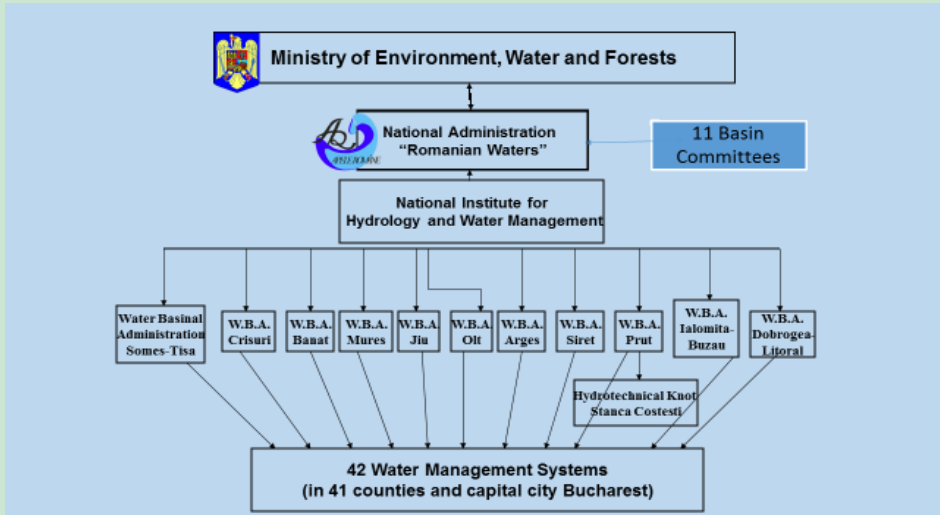 Ministry of Environment, Water and Forests
National Administration
“Romanian Waters”
APELE ROMANE
11 Basin
Committees
National Institute for
Hydrology and Water Management
Water Basinal
Administration
Somes-Tisa
W.B.A.
Crisuri
W.B.A.
Banat
W.B.A.
Mures
W.B.A.
Jiu
W.B.A.
Olt
W.B.A.
Arges
W.B.A.
Siret
W.B.A.
Prut
W.B.A.
Ialomita-
Buzau
W.B.A.
Dobrogea-
Litoral
Hydrotechnical Knot
Stanca Costesti
42 Water Management Systems
(in 41 counties and capital city Bucharest)